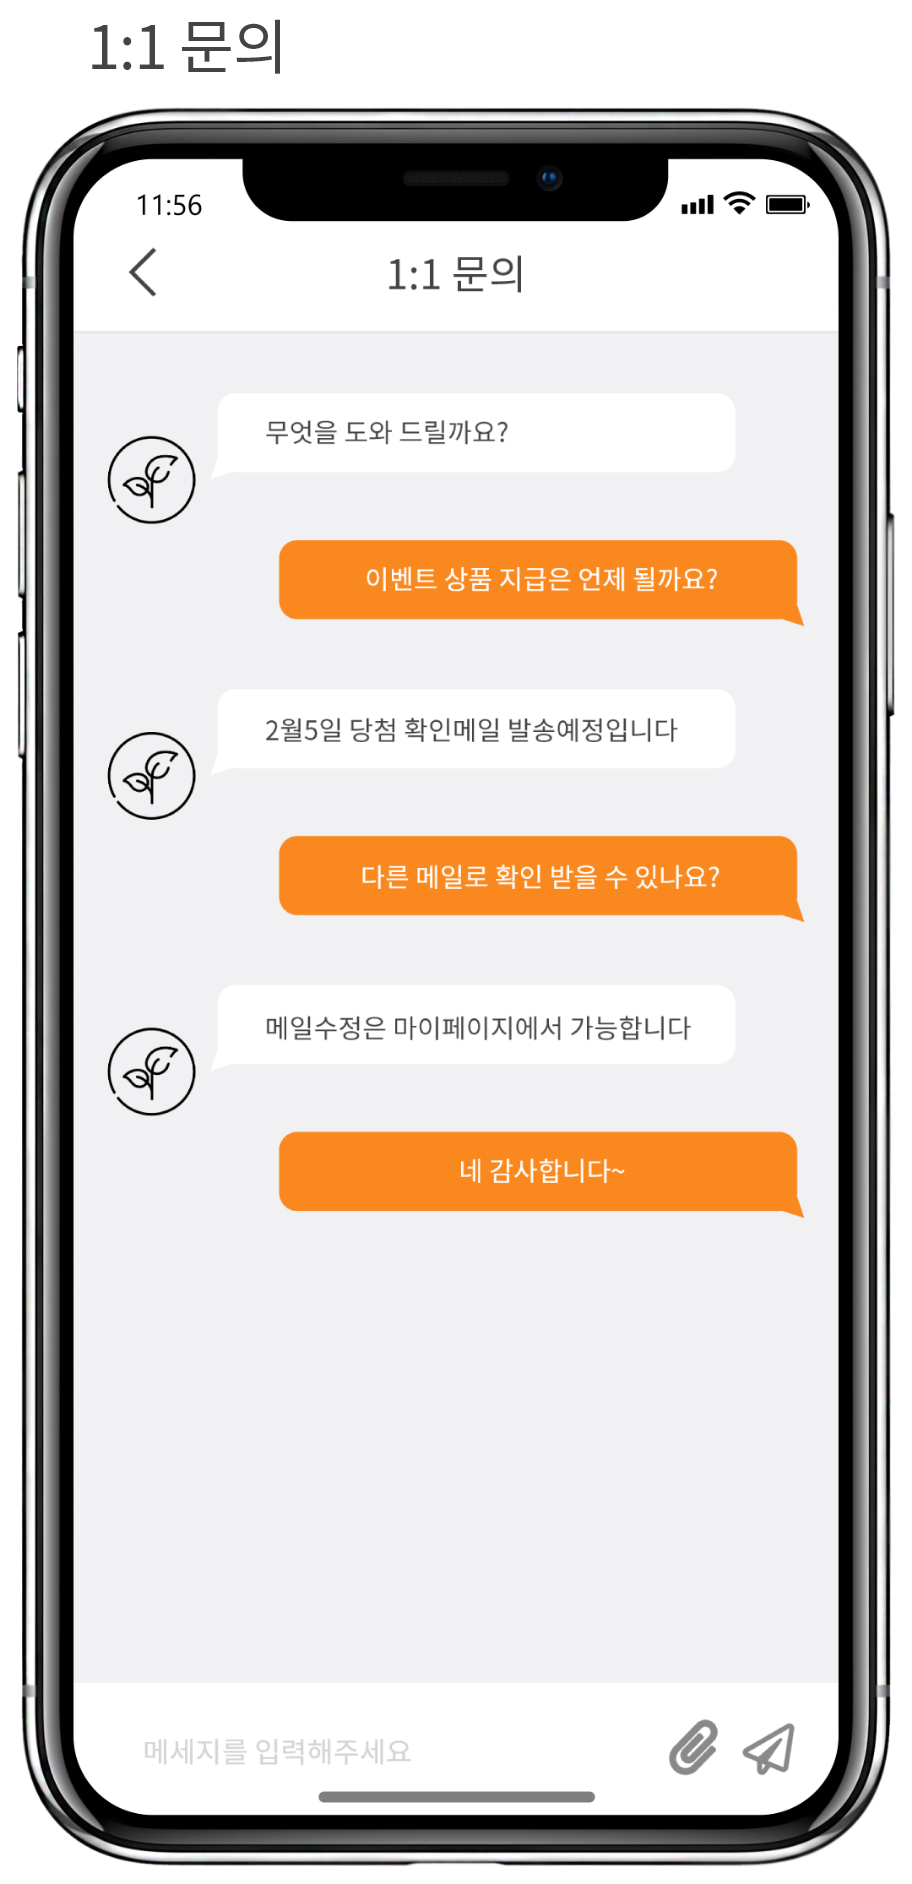 1:1 문의
11:56
1:1 문의
무엇을 도와 드릴까요?
이벤트 상품 지급은 언제 될까요?
2월5일 당첨 확인메일 발송예정입니다
다른 메일로 확인 받을 수 있나요?
메일수정은 마이페이지에서 가능합니다
네 감사합니다~
메세지를 입력해주세요